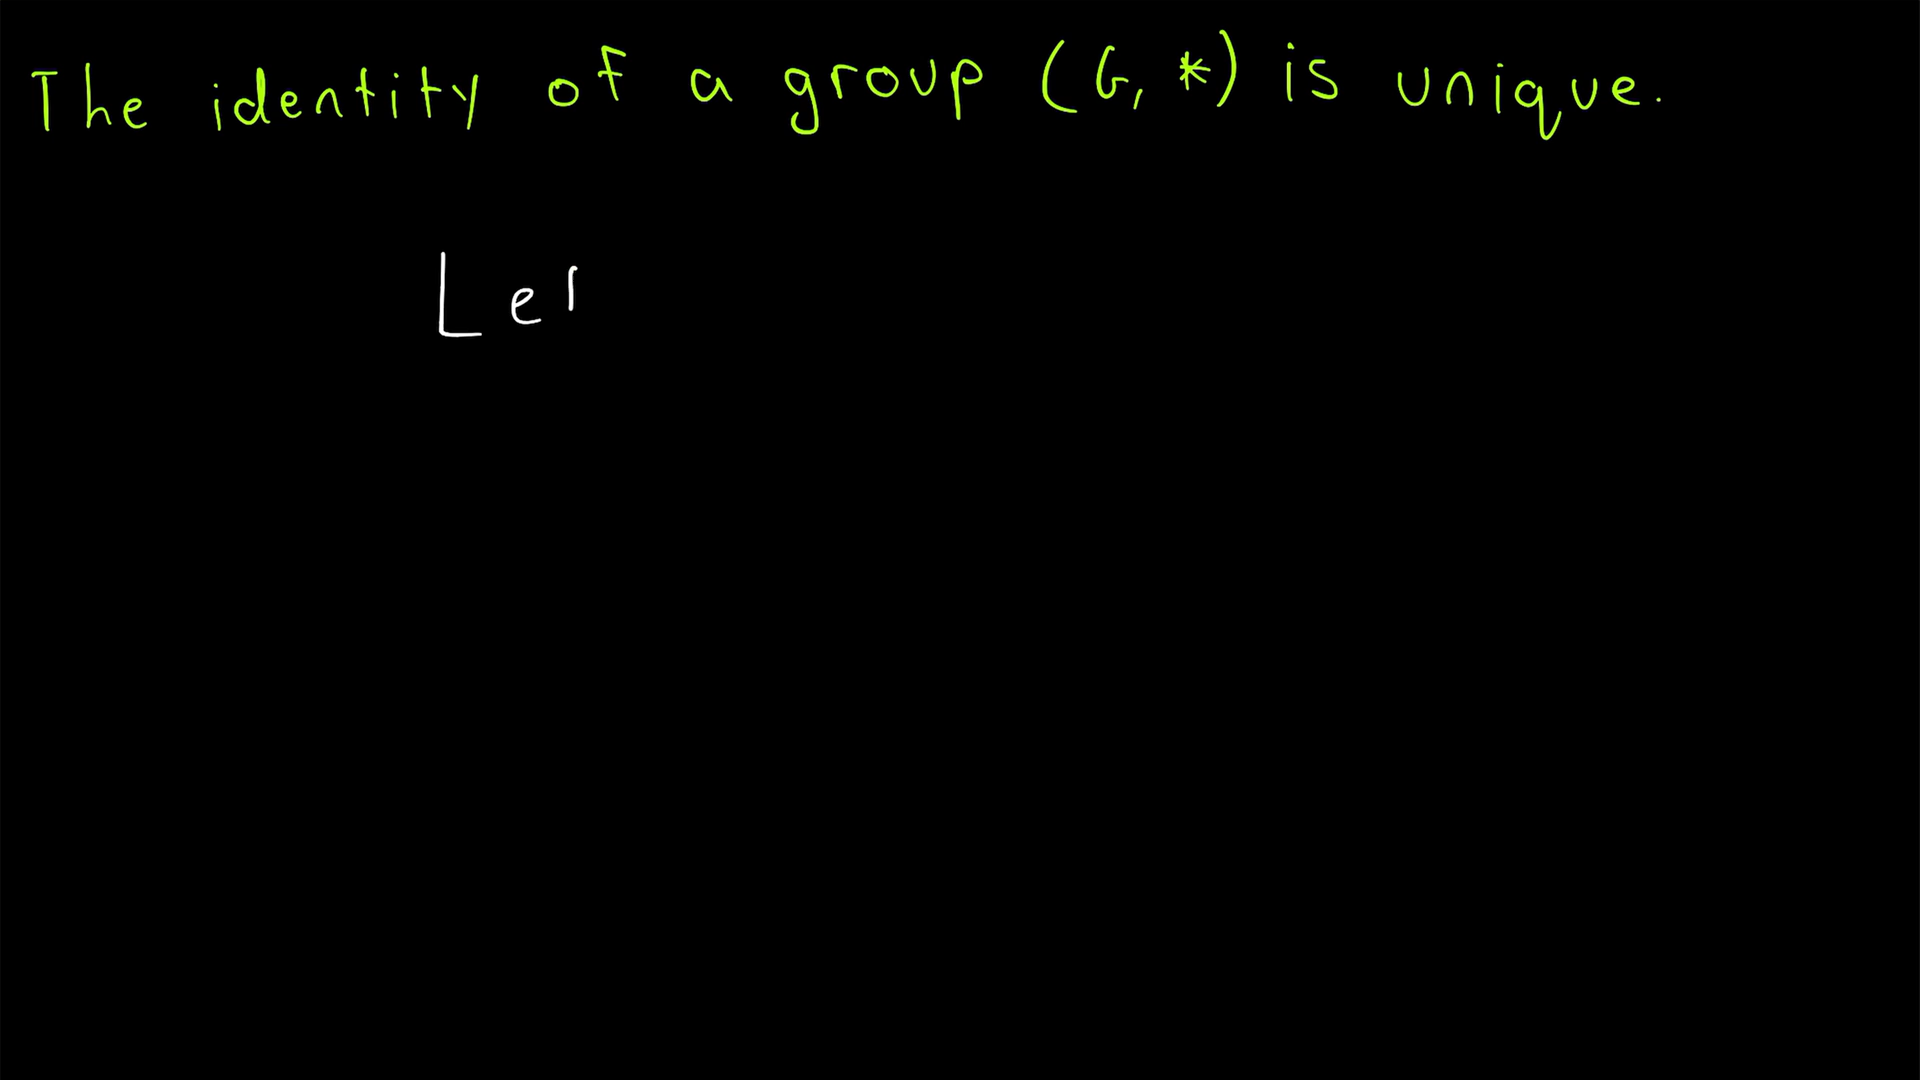 The identity of a group (G, *) is unique.
Le